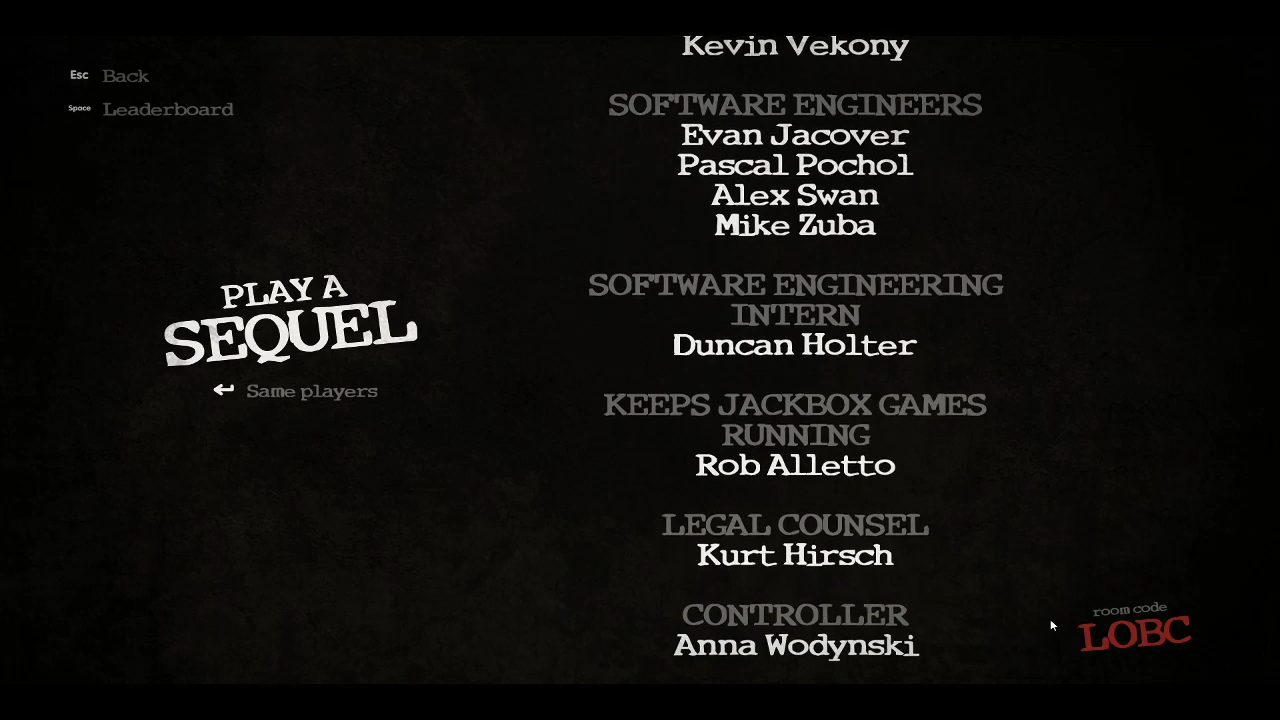 Esc Back
Space Leaderboard
PLAY A
SEQUEL
Same players
Kevin Vekony
SOFTWARE ENGINEERS
Evan Jacover
Pascal Pochol
Alex Swan
Mike Zuba
SOFTWARE ENGINEERING
INTERN
Duncan Holter
KEEPS JACKBOX GAMES
RUNNING
Rob Alletto
LEGAL COUNSEL
Kurt Hirsch
CONTROLLER
Anna Wodynski
room code
LOBC